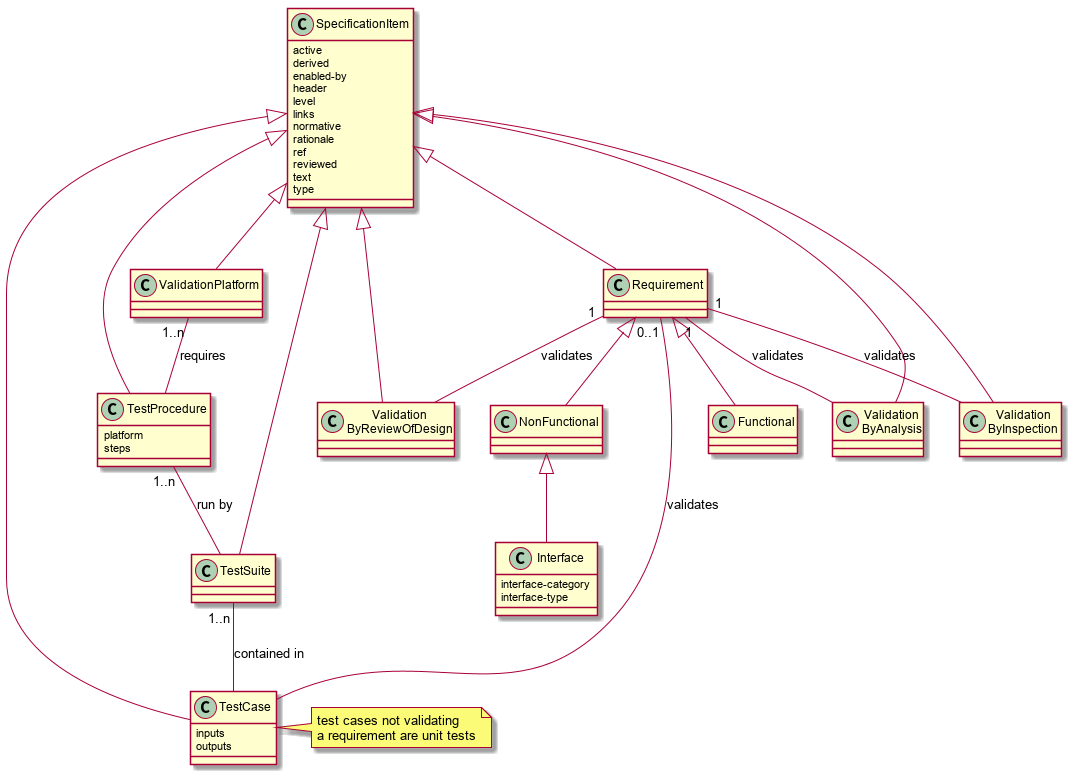 C SpecificationItem
active
derived
enabled-by
header
level
links
normative
rationale
ref
reviewed
text
type
C ValidationPlatform
C Requirement
1..n
1
0..1
1
1
requires
validates
validates
validates
C TestProcedure
platform
steps
C Validation
ByReviewOfDesign
C NonFunctional
C Functional
C Validation
ByAnalysis
C Validation
ByInspection
1..n
run by
validates
C TestSuite
C Interface
interface-category
interface-type
1..n
contained in
C TestCase
inputs
outputs
test cases not validating
a requirement are unit tests